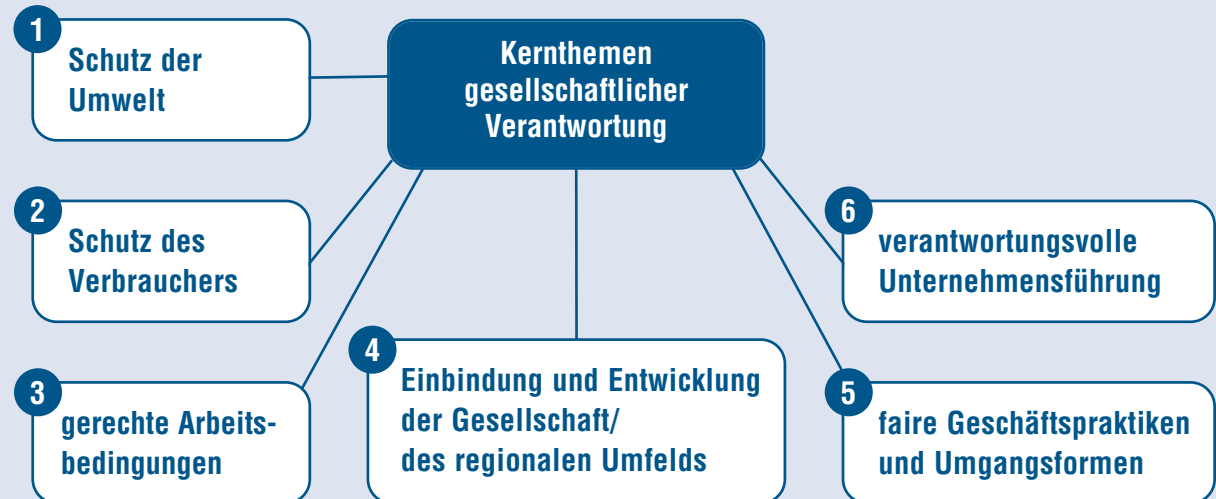 Kernthemen
gesellschaftlicher
Verantwortung
1
Schutz der
Umwelt
2
Schutz des
Verbrauchers
3
gerechte Arbeits-
bedingungen
4
Einbindung und Entwicklung
der Gesellschaft/
des regionalen Umfelds
5
faire Geschäftspraktiken
und Umgangsformen
6
verantwortungsvolle
Unternehmensführung